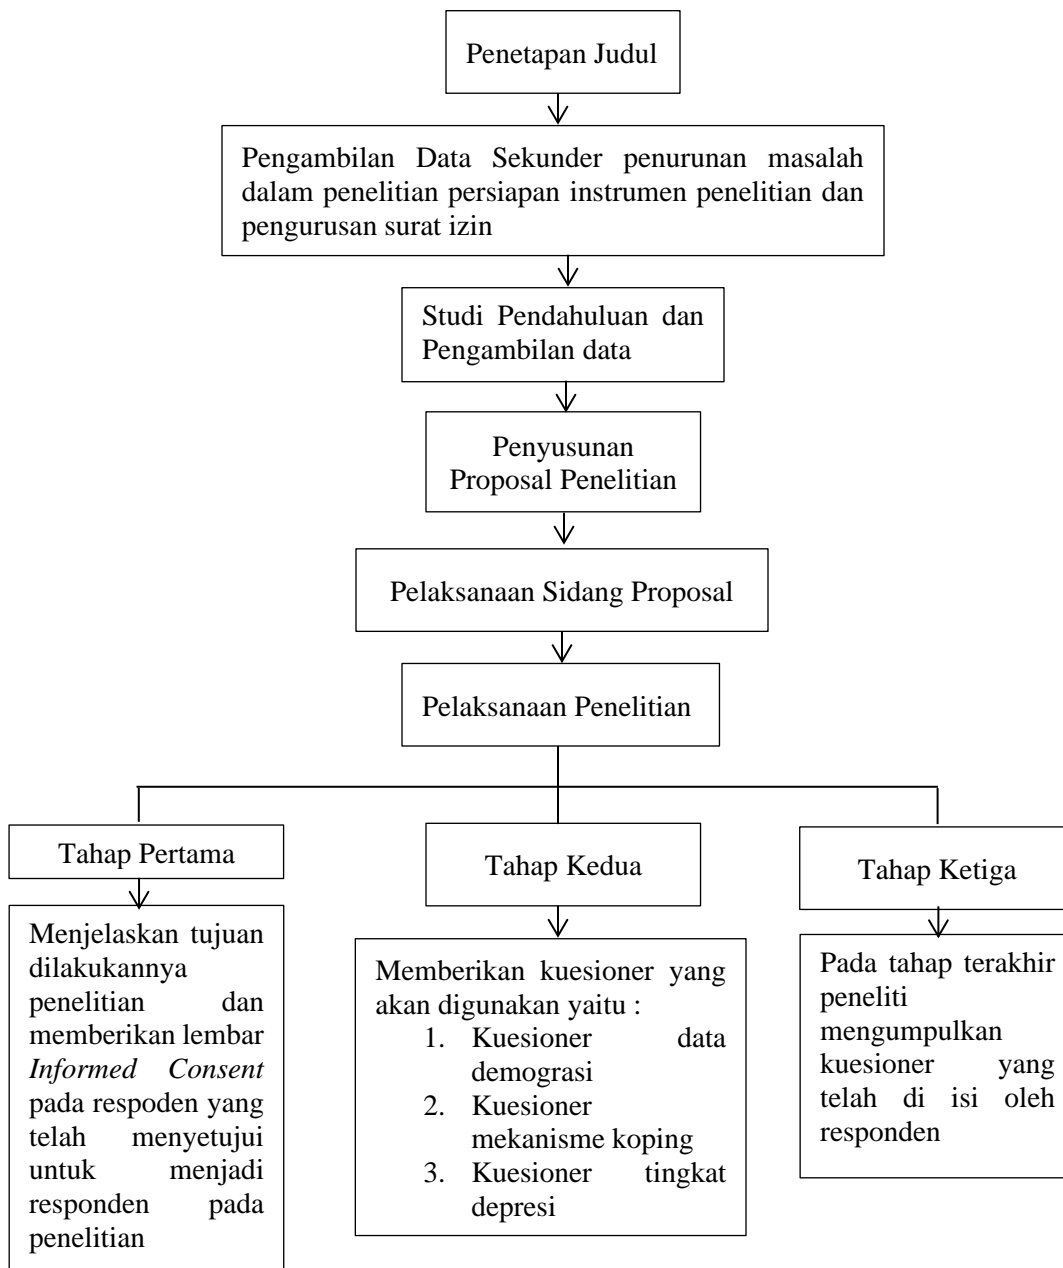 Penetapan Judul
Pengambilan Data Sekunder penurunan masalah
dalam penelitian persiapan instrumen penelitian dan
pengurusan surat izin
Studi Pendahuluan dan
Pengambilan data
Penyusunan
Proposal Penelitian
Pelaksanaan Sidang Proposal
Pelaksanaan Penelitian
Tahap Pertama
Menjelaskan tujuan
dilakukannya
penelitian dan
memberikan lembar
Informed Consent
pada respoden yang
telah menyetujui
untuk menjadi
responden pada
penelitian
Tahap Kedua
Memberikan kuesioner yang
akan digunakan yaitu :
1. Kuesioner data
demograsi
2. Kuesioner
mekanisme koping
3. Kuesioner tingkat
depresi
Tahap Ketiga
Pada tahap terakhir
peneliti
mengumpulkan
kuesioner yang
telah di isi oleh
responden